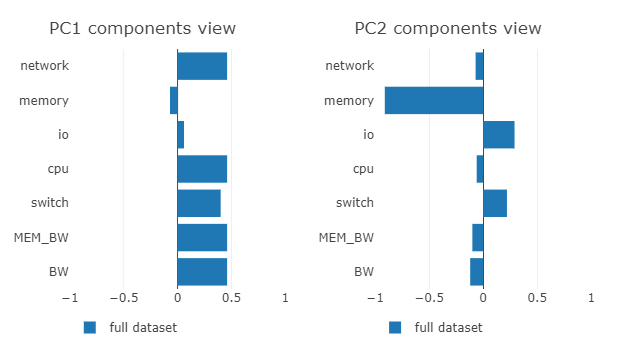 PC1 components view
network
memory
io
cpu
switch
MEM_BW
BW
−1
−0.5
0
0.5
1
full dataset
PC2 components view
network
memory
io
cpu
switch
MEM_BW
BW
−1
−0.5
0
0.5
1
full dataset